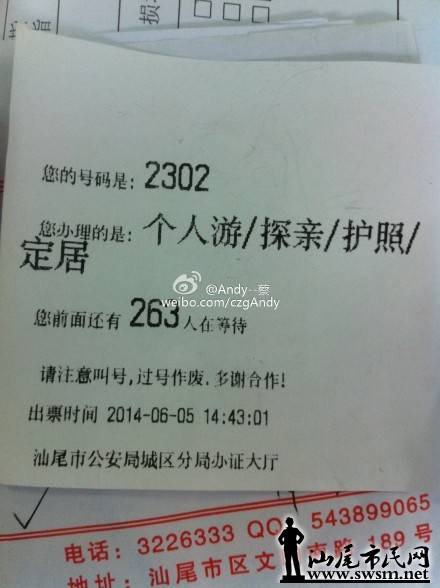 您的号码是: 2302
您办理的是: 个人游/探亲/护照/
定居
@Andy--蔡
weibo.com/czgAndy
您前面还有 263 人在等待
请注意叫号,过号作废.多谢合作!
出票时间 2014-06-05 14:43:01
汕尾市公安局城区分局办证大厅
电话: 3226333 QQ 543899065
地址: 汕尾市区文 路 189 号
汕尾市民网
www.swsm.net